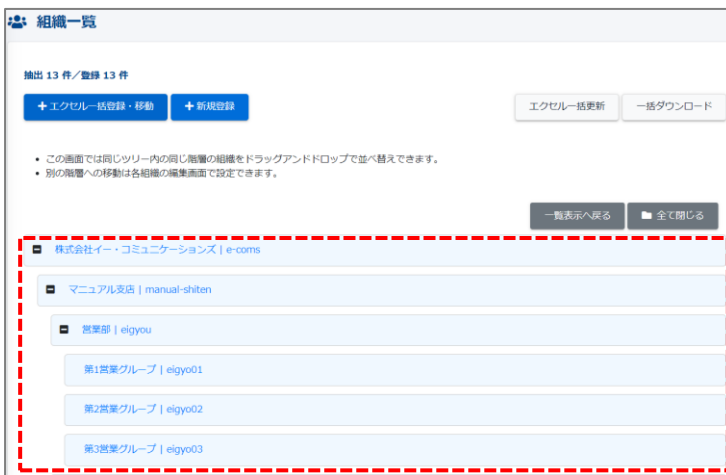 組織一覧
抽出 13 件／登録 13 件
+ エクセル一括登録・移動
+ 新規登録
エクセル一括更新
一括ダウンロード
• この画面では同じツリー内の同じ階層の組織をドラッグアンドドロップで並べ替えできます。
• 別の階層への移動は各組織の編集画面で設定できます。
一覧表示へ戻る
全て閉じる
株式会社イー・コミュニケーションズ | e-coms
マニュアル支店 | manual-shiten
営業部 | eigyou
第1営業グループ | eigyo01
第2営業グループ | eigyo02
第3営業グループ | eigyo03